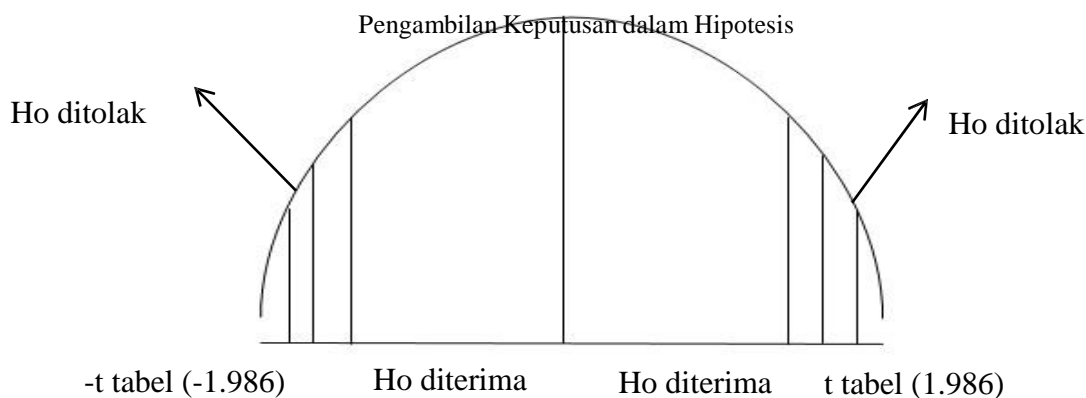 Pengambilan Keputusan dalam Hipotesis
Ho ditolak
Ho ditolak
-t tabel (-1.986)
Ho diterima
Ho diterima
t tabel (1.986)